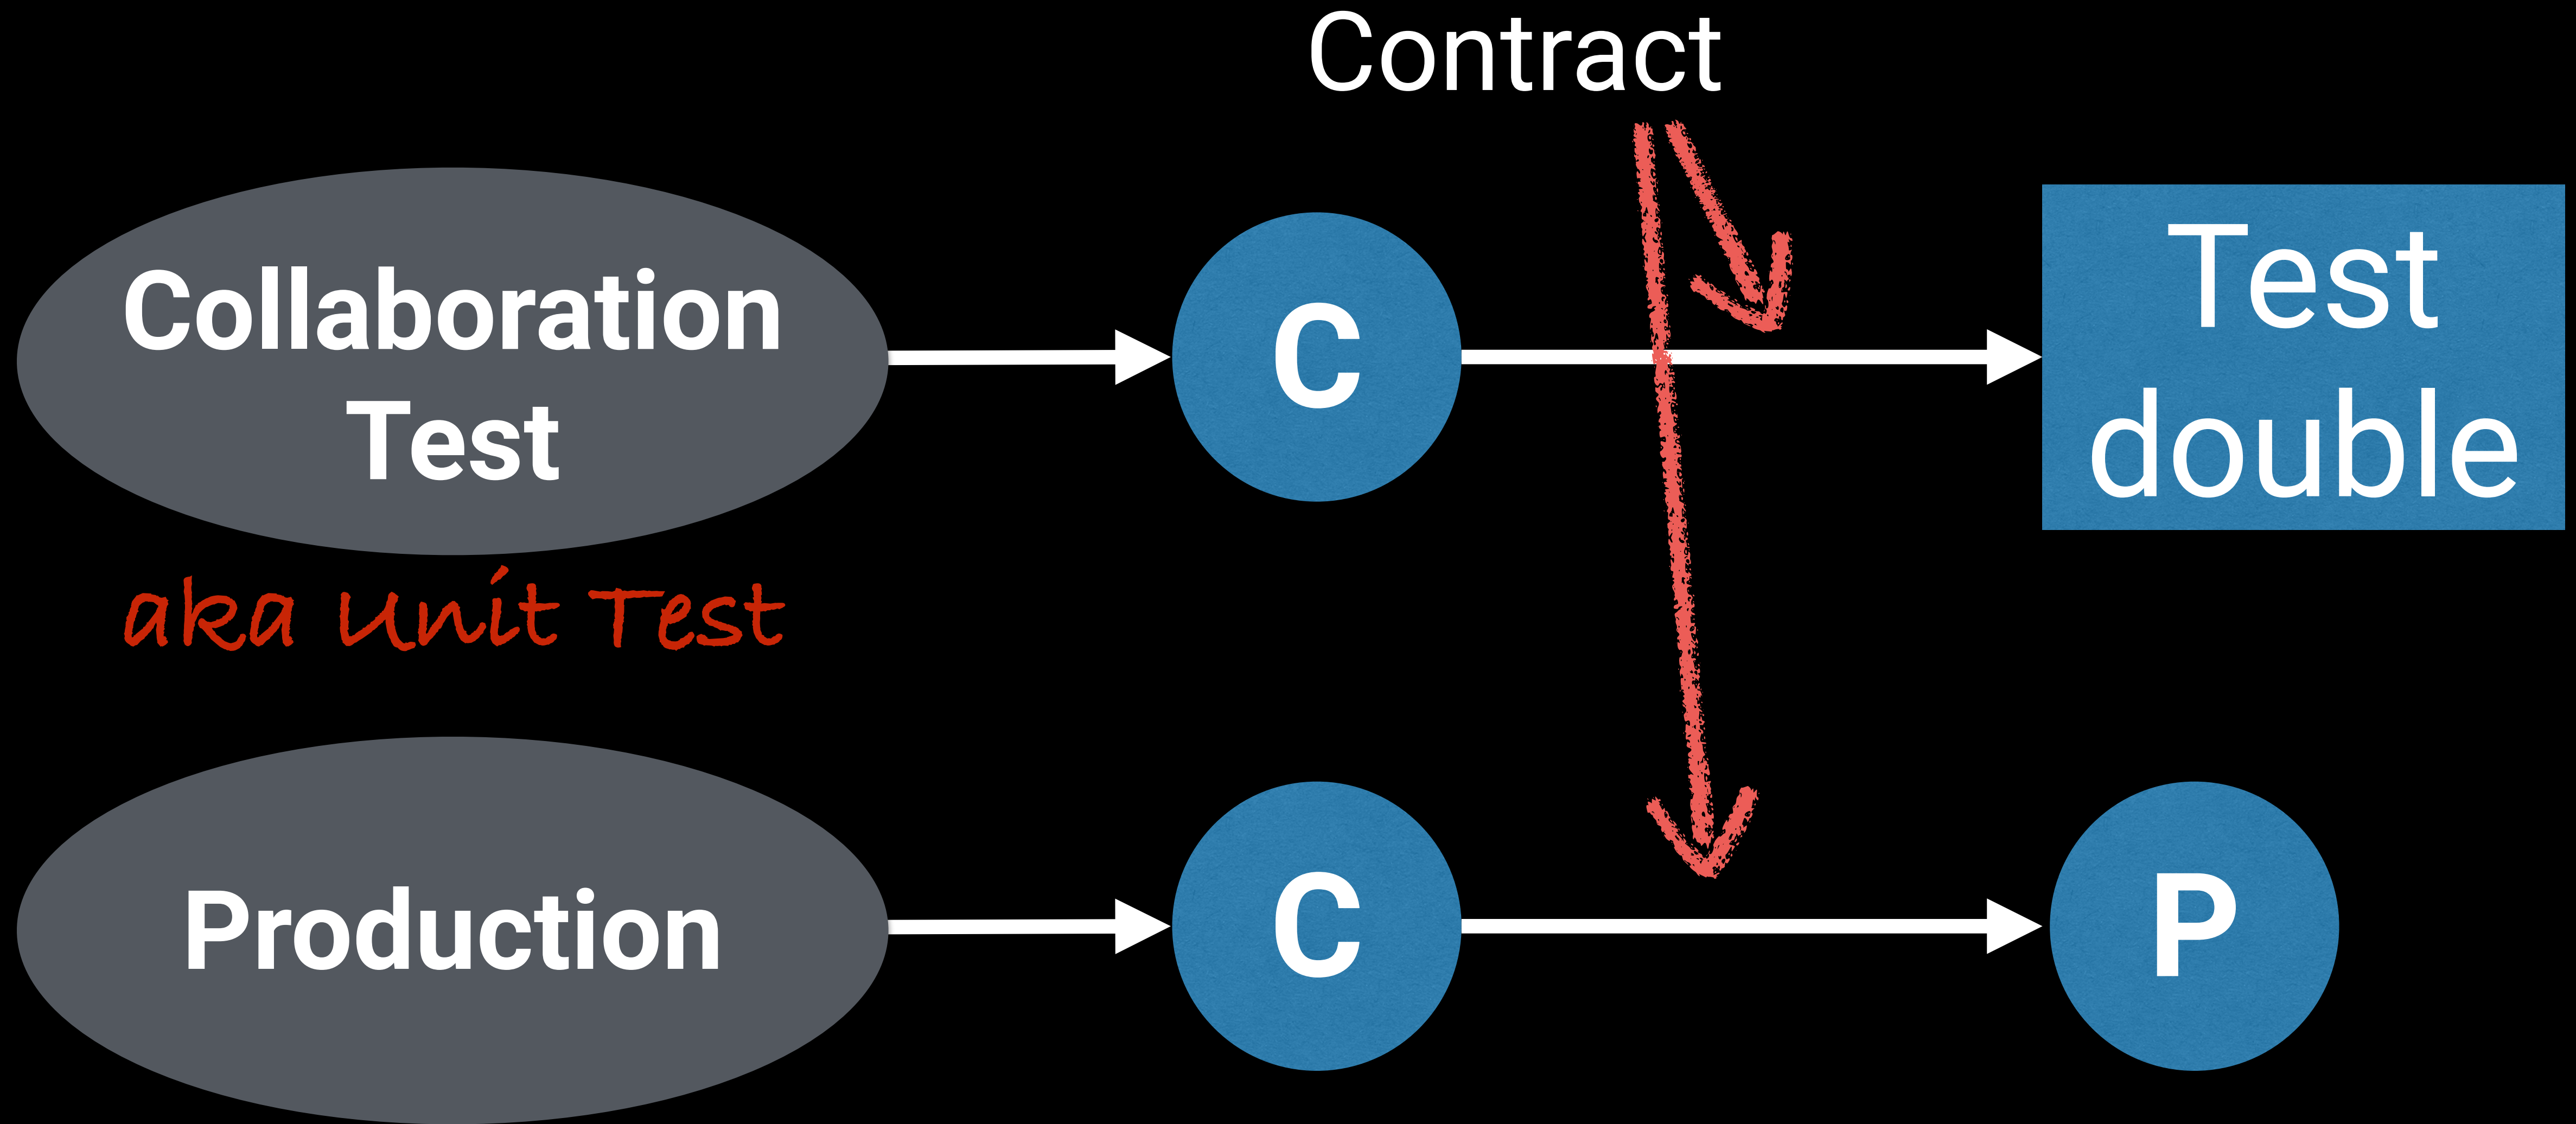 Contract
Collaboration
Test
C
Test
double
aka Unit Test
Production
C
P